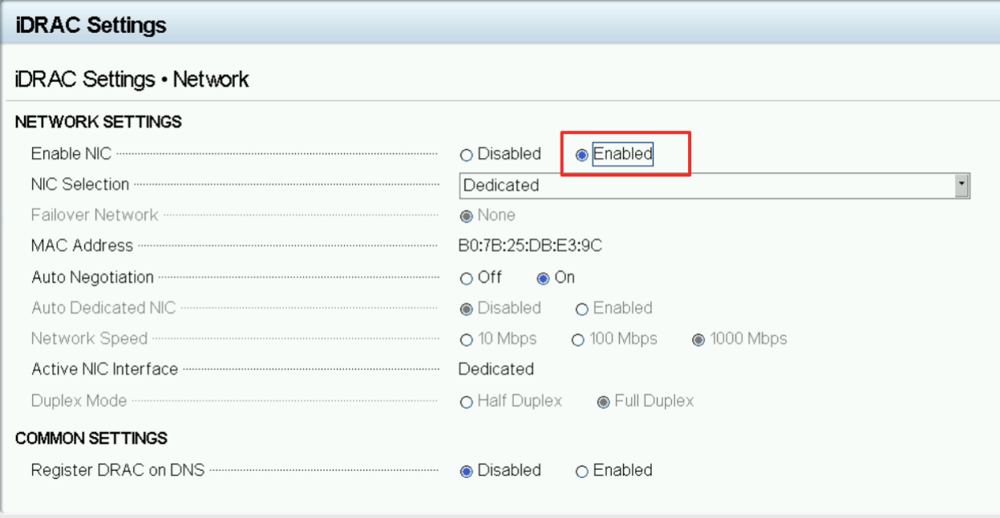 iDRAC Settings
iDRAC Settings • Network
NETWORK SETTINGS
Enable NIC Disabled Enabled
NIC Selection Dedicated
Failover Network None
MAC Address B0:7B:25:DB:E3:9C
Auto Negotiation Off On
Auto Dedicated NIC Disabled Enabled
Network Speed 10 Mbps 100 Mbps 1000 Mbps
Active NIC Interface Dedicated
Duplex Mode Half Duplex Full Duplex
COMMON SETTINGS
Register DRAC on DNS Disabled Enabled